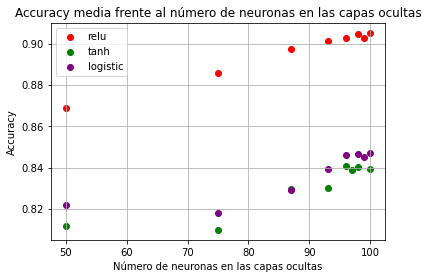 Accuracy media frente al número de neuronas en las capas ocultas
relu
tanh
logistic
Accuracy
0.90
0.88
0.86
0.84
0.82
50 60 70 80 90 100
Número de neuronas en las capas ocultas